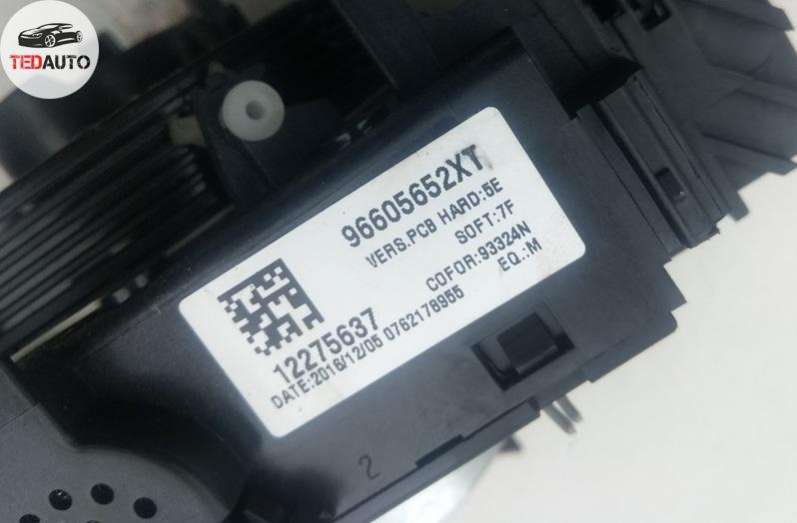 TEDAUTO
96605652XT
VERS.PCB HARD:5E
SOFT:7F
COFOR:93324N
EQ.:M
12275637
DATE:2016/12/05 0762178955
2